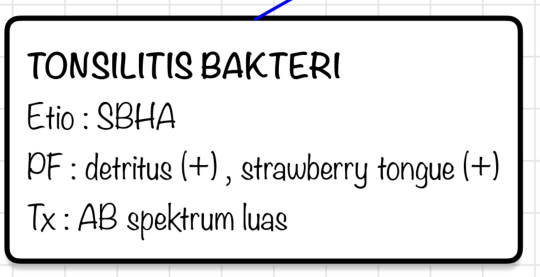 TONSILITIS BAKTERI
Etio : SBHA
PF : detritus (+) , strawberry tongue (+)
Tx : AB spektrum luas